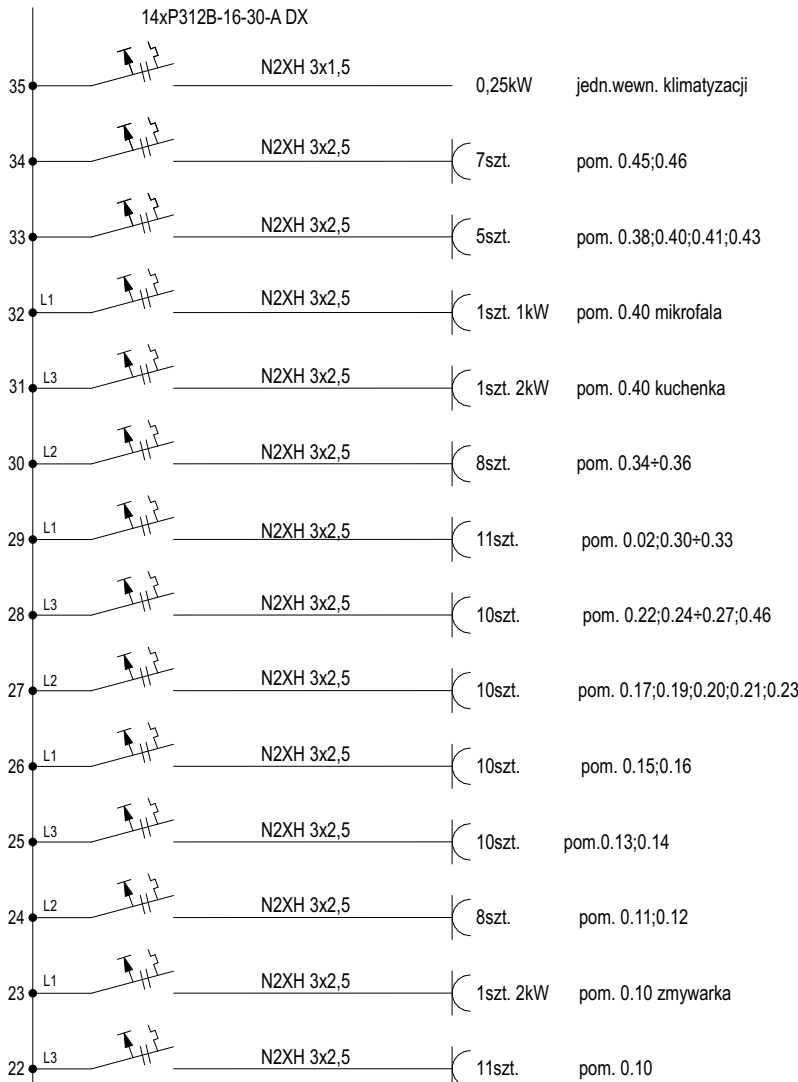 14xP312B-16-30-A DX
35 N2XH 3x1,5 0,25kW jedn.wewn. klimatyzacji
34 N2XH 3x2,5 7szt. pom. 0.45;0.46
33 N2XH 3x2,5 5szt. pom. 0.38;0.40;0.41;0.43
32 L1 N2XH 3x2,5 1szt. 1kW pom. 0.40 mikrofala
31 L3 N2XH 3x2,5 1szt. 2kW pom. 0.40 kuchenka
30 L2 N2XH 3x2,5 8szt. pom. 0.34÷0.36
29 L1 N2XH 3x2,5 11szt. pom. 0.02;0.30÷0.33
28 L3 N2XH 3x2,5 10szt. pom. 0.22;0.24÷0.27;0.46
27 L2 N2XH 3x2,5 10szt. pom. 0.17;0.19;0.20;0.21;0.23
26 L1 N2XH 3x2,5 10szt. pom. 0.15;0.16
25 L3 N2XH 3x2,5 10szt. pom.0.13;0.14
24 L2 N2XH 3x2,5 8szt. pom. 0.11;0.12
23 L1 N2XH 3x2,5 1szt. 2kW pom. 0.10 zmywarka
22 L3 N2XH 3x2,5 11szt. pom. 0.10